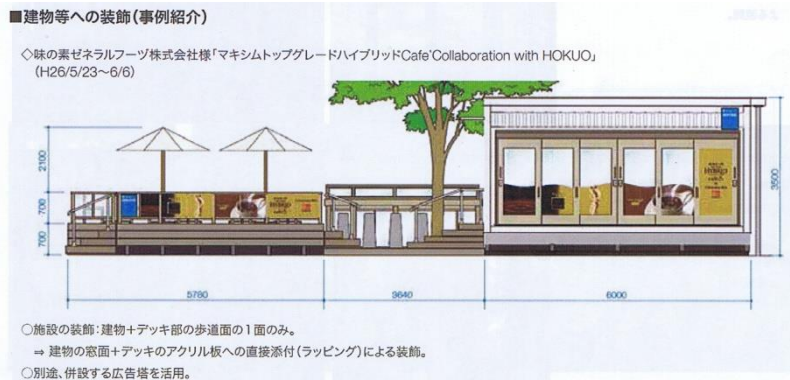 ■建物等への装飾（事例紹介）
◇味の素ゼネラルフーヅ株式会社様「マキシムトップグレードハイブリッドCafe'Collaboration with HOKUO」
（H26/5/23～6/6）
2100
700
700
3500
5780
3640
6000
○施設の装飾：建物+デッキ部の歩道面の1面のみ。
⇒ 建物の窓面+デッキのアクリル板への直接添付（ラッピング）による装飾。
○別途、併設する広告塔を活用。